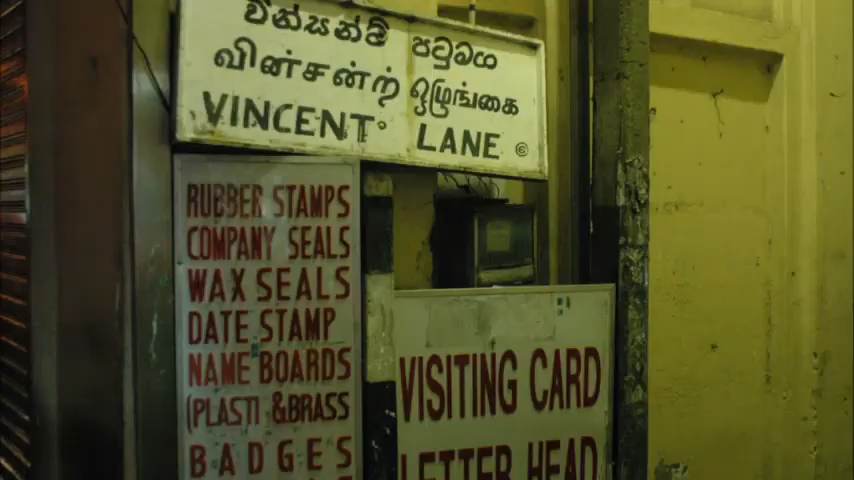 වින්සන්ට් පටුමග
வின்சன்ற் ஒழுங்கை
VINCENT LANE
RUBBER STAMPS
COMPANY SEALS
WAX SEALS
DATE STAMP
NAME BOARDS
(PLASTI & BRASS
BADGES
VISITING CARD
LETTER HEAD